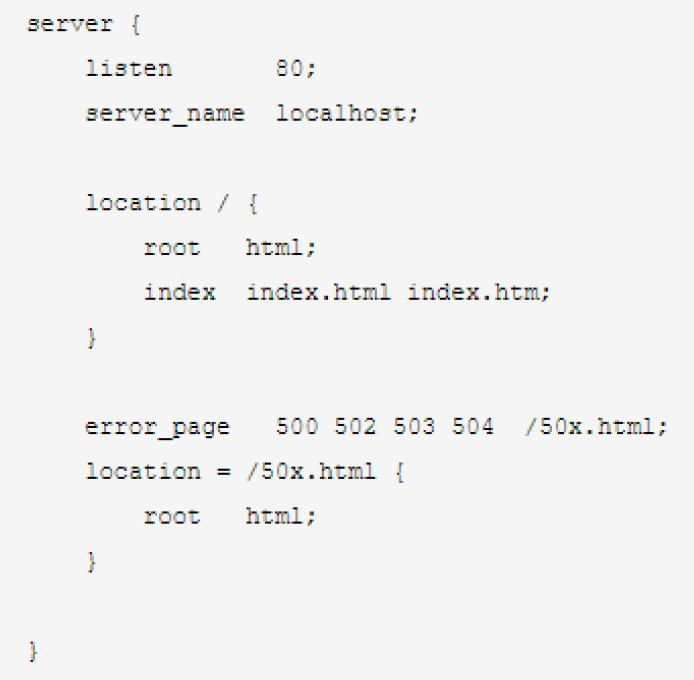 server {
    listen       80;
    server_name  localhost;

    location / {
        root   html;
        index  index.html index.htm;
    }

    error_page   500 502 503 504  /50x.html;
    location = /50x.html {
        root   html;
    }

}